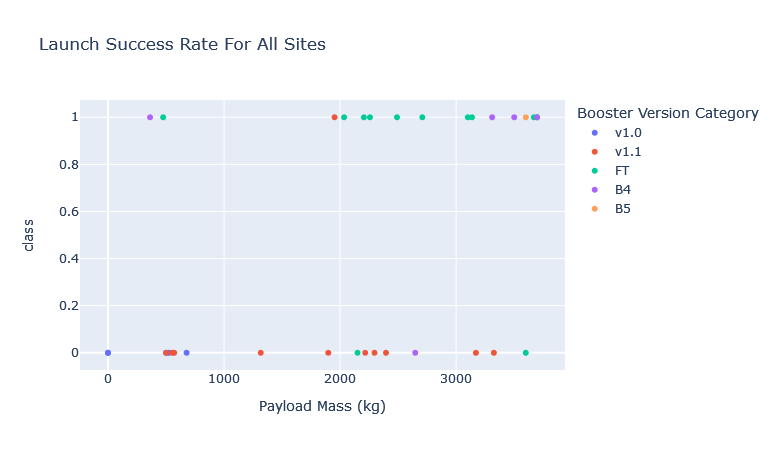 Launch Success Rate For All Sites
Booster Version Category
v1.0
v1.1
FT
B4
B5
class
1
0.8
0.6
0.4
0.2
0
0 1000 2000 3000
Payload Mass (kg)